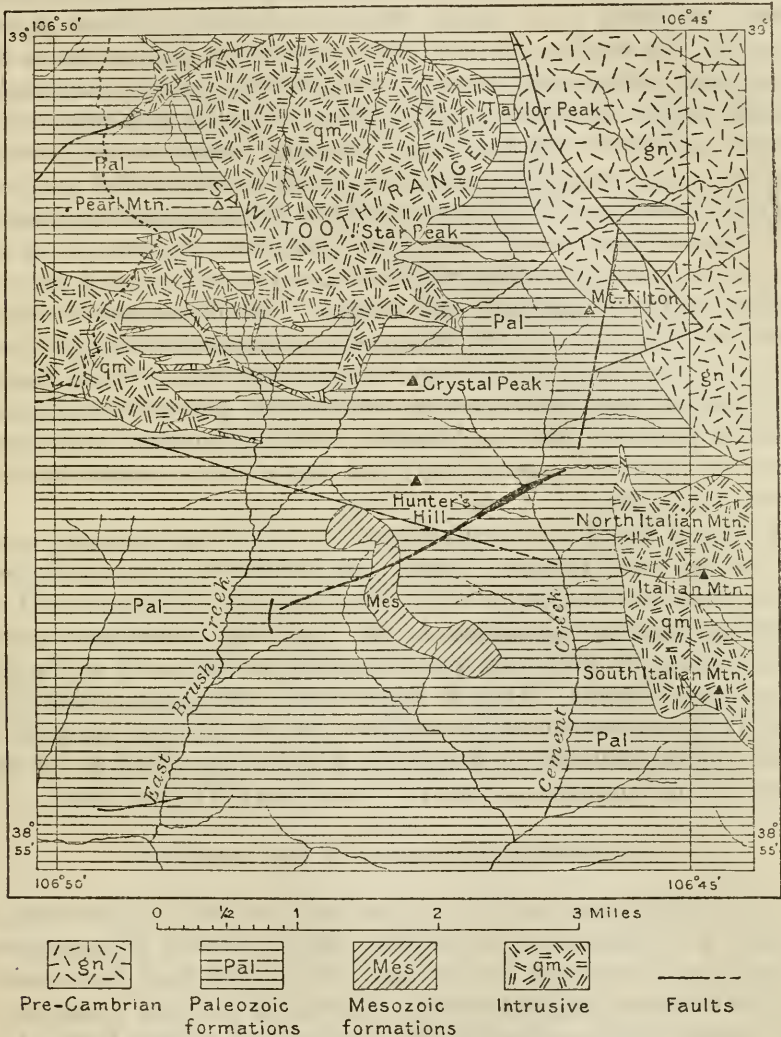 106°50'
106°45'
39°
39°
Taylor Peak
qm
gn
Pal
Pearl Mtn.
SAW TOOTH RANGE
Star Peak
Mt. Tilton
Pal
qm
gn
Crystal Peak
Hunter's
Hill
North Italian Mtn.
Italian Mtn.
Pal
Mes
qm
South Italian Mtn.
East Brush Creek
Cement Creek
Pal
38°
55'
38°
55'
106°50'
106°45'
0 ½ 1 2 3 Miles
gn Pal Mes qm
Pre-Cambrian Paleozoic Mesozoic Intrusive Faults
formations formations